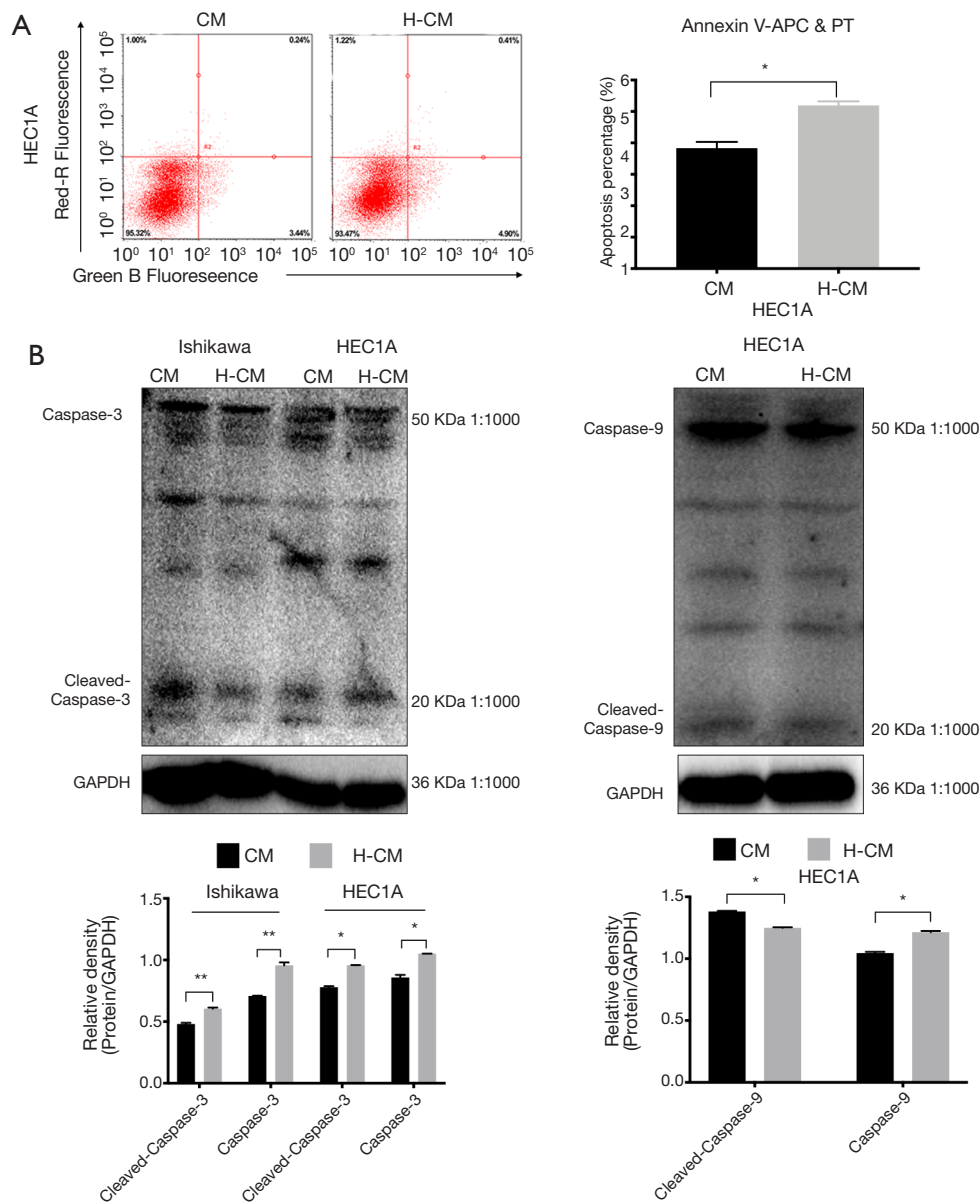 A
CM
H-CM
HEC1A
Red-R Fluorescence
10⁵
10⁴
10³
10²
10¹
10⁰
1.00%
0.24%
R2
95.32%
3.44%
1.22%
0.41%
R2
93.47%
4.90%
10⁰ 10¹ 10² 10³ 10⁴ 10⁵
10⁰ 10¹ 10² 10³ 10⁴ 10⁵
Green B Fluoreseence
Annexin V-APC & PT
Apoptosis percentage (%)
6
5
4
5
4
2
1
*
CM
H-CM
HEC1A
B
Ishikawa
HEC1A
CM
H-CM
CM
H-CM
Caspase-3
50 KDa 1:1000
Cleaved-
Caspase-3
20 KDa 1:1000
GAPDH
36 KDa 1:1000
HEC1A
CM
H-CM
Caspase-9
50 KDa 1:1000
Cleaved-
Caspase-9
20 KDa 1:1000
GAPDH
36 KDa 1:1000
CM
H-CM
Ishikawa
HEC1A
Relative density
(Protein/GAPDH)
1.5
1.0
0.5
0.0
**
**
*
*
Cleaved-Caspase-3
Caspase-3
Cleaved-Caspase-3
Caspase-3
CM
H-CM
HEC1A
Relative density
(Protein/GAPDH)
1.5
1.0
0.5
0.0
*
*
Cleaved-Caspase-9
Caspase-9